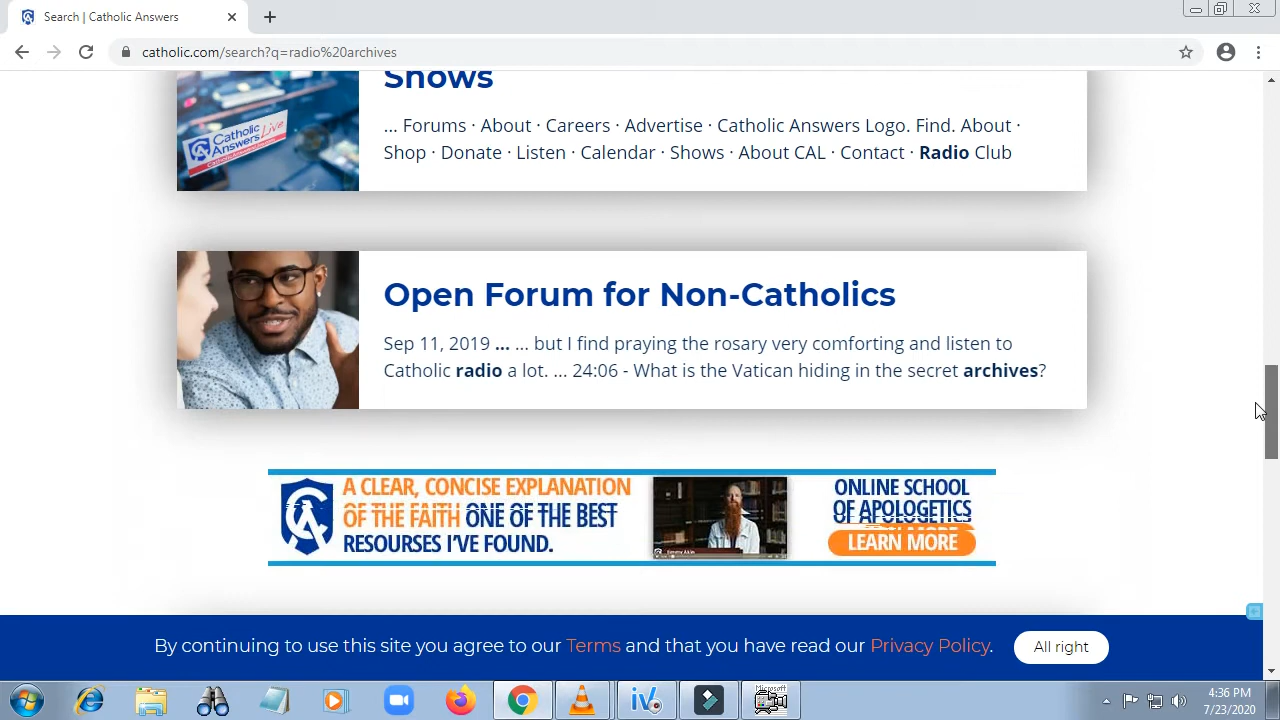 Search | Catholic Answers
catholic.com/search?q=radio%20archives
Shows
... Forums · About · Careers · Advertise · Catholic Answers Logo. Find. About ·
Shop · Donate · Listen · Calendar · Shows · About CAL · Contact · Radio Club
Catholic
Answers Live
Open Forum for Non-Catholics
Sep 11, 2019 ... ... but I find praying the rosary very comforting and listen to
Catholic radio a lot. ... 24:06 - What is the Vatican hiding in the secret archives?
A CLEAR, CONCISE EXPLANATION
OF THE FAITH ONE OF THE BEST
RESOURSES I'VE FOUND.
ONLINE SCHOOL
OF APOLOGETICS
LEARN MORE
By continuing to use this site you agree to our Terms and that you have read our Privacy Policy.
All right
4:36 PM
7/23/2020